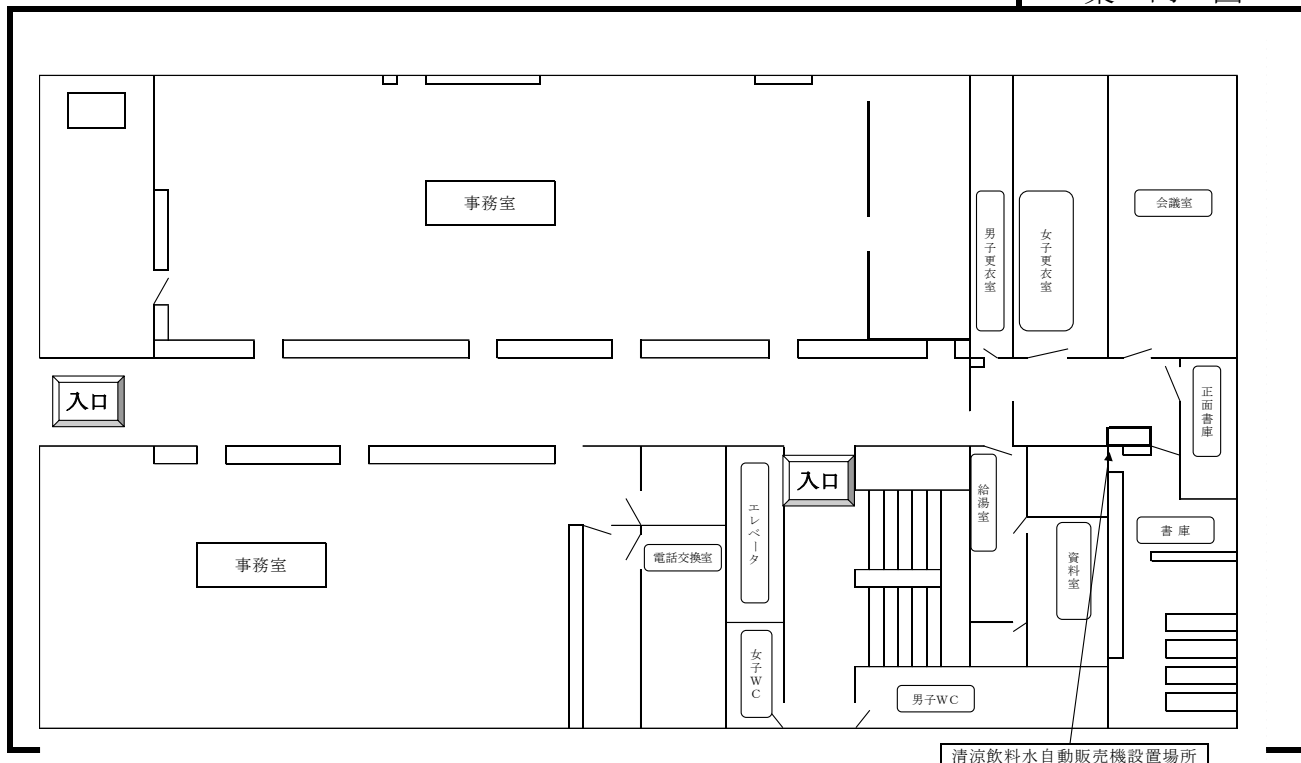 案内図
事務室
会議室
男子更衣室
女子更衣室
入口
正面書庫
入口
エレベータ
給湯室
書庫
事務室
電話交換室
資料室
女子WC
男子WC
清涼飲料水自動販売機設置場所